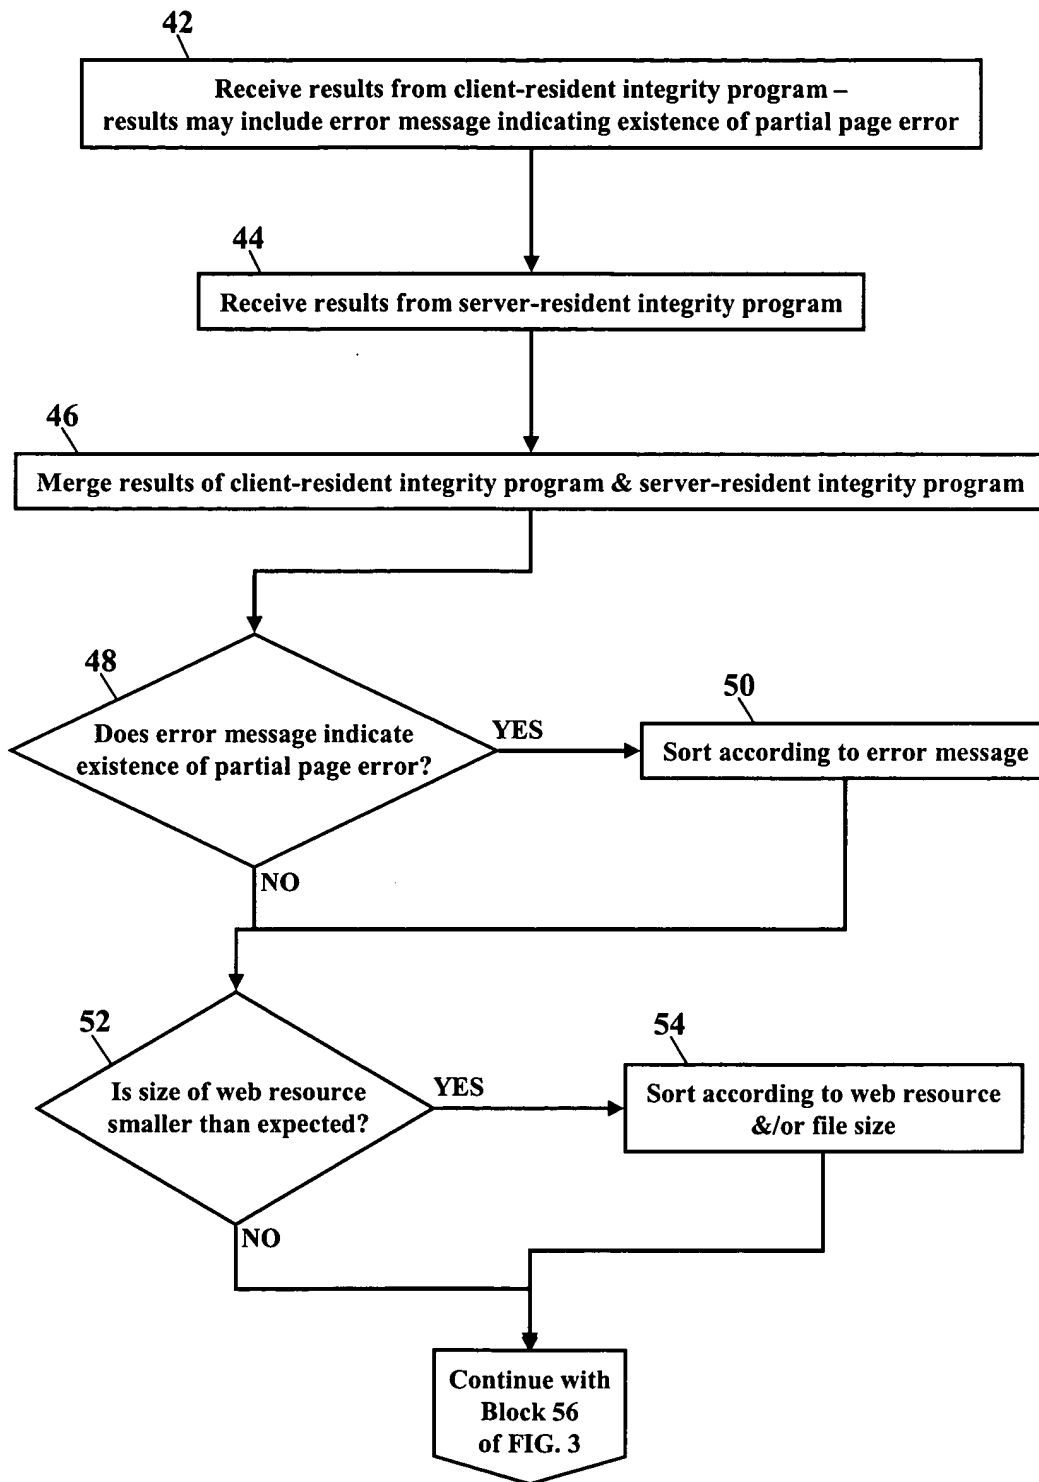 42
Receive results from client-resident integrity program –
results may include error message indicating existence of partial page error
44
Receive results from server-resident integrity program
46
Merge results of client-resident integrity program & server-resident integrity program
48
Does error message indicate
existence of partial page error?
YES
50
Sort according to error message
NO
52
Is size of web resource
smaller than expected?
YES
54
Sort according to web resource
&/or file size
NO
Continue with
Block 56
of FIG. 3